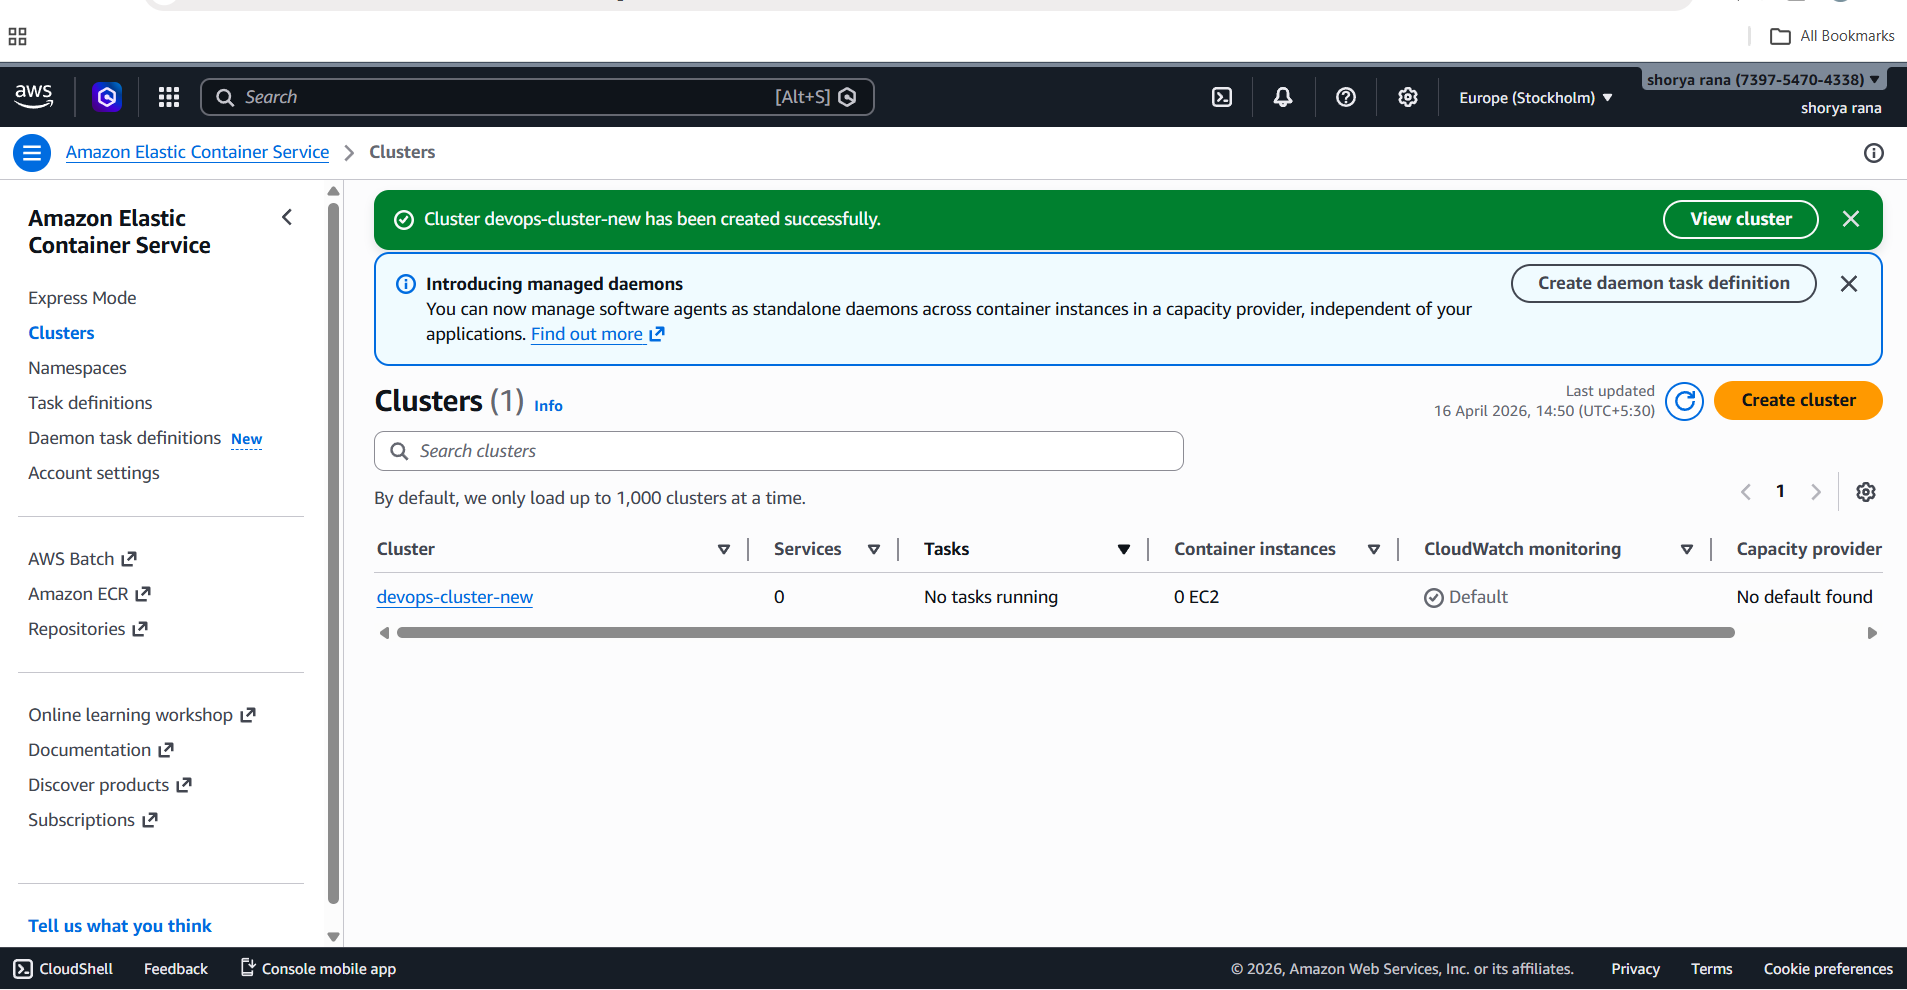 All Bookmarks
aws
Search
[Alt+S]
Europe (Stockholm)
shorya rana (7397-5470-4338)
shorya rana
Amazon Elastic Container Service
Clusters
Amazon Elastic
Container Service
Express Mode
Clusters
Namespaces
Task definitions
Daemon task definitions New
Account settings
AWS Batch
Amazon ECR
Repositories
Online learning workshop
Documentation
Discover products
Subscriptions
Tell us what you think
Cluster devops-cluster-new has been created successfully.
View cluster
Introducing managed daemons
You can now manage software agents as standalone daemons across container instances in a capacity provider, independent of your
applications. Find out more
Create daemon task definition
Clusters (1) Info
Last updated
16 April 2026, 14:50 (UTC+5:30)
Create cluster
Search clusters
By default, we only load up to 1,000 clusters at a time.
1
Cluster Services Tasks Container instances CloudWatch monitoring Capacity provider
devops-cluster-new 0 No tasks running 0 EC2 Default No default found
CloudShell Feedback Console mobile app © 2026, Amazon Web Services, Inc. or its affiliates. Privacy Terms Cookie preferences